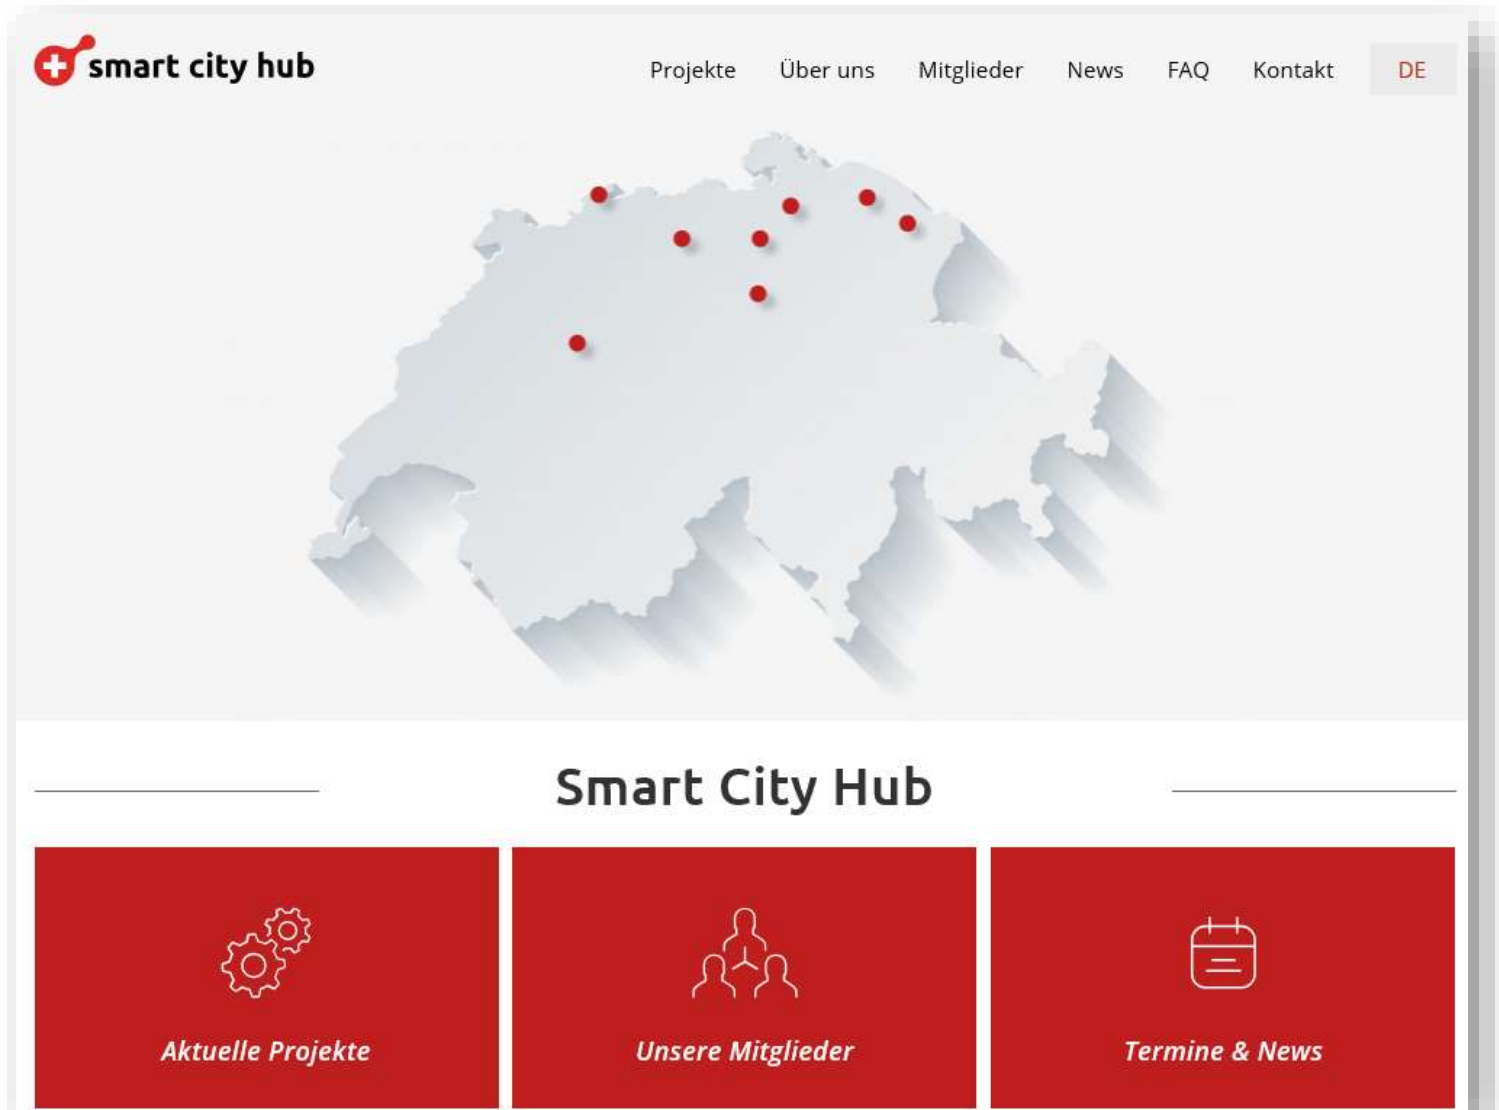 smart city hub
Projekte Über uns Mitglieder News FAQ Kontakt DE
Smart City Hub
Aktuelle Projekte
Unsere Mitglieder
Termine & News